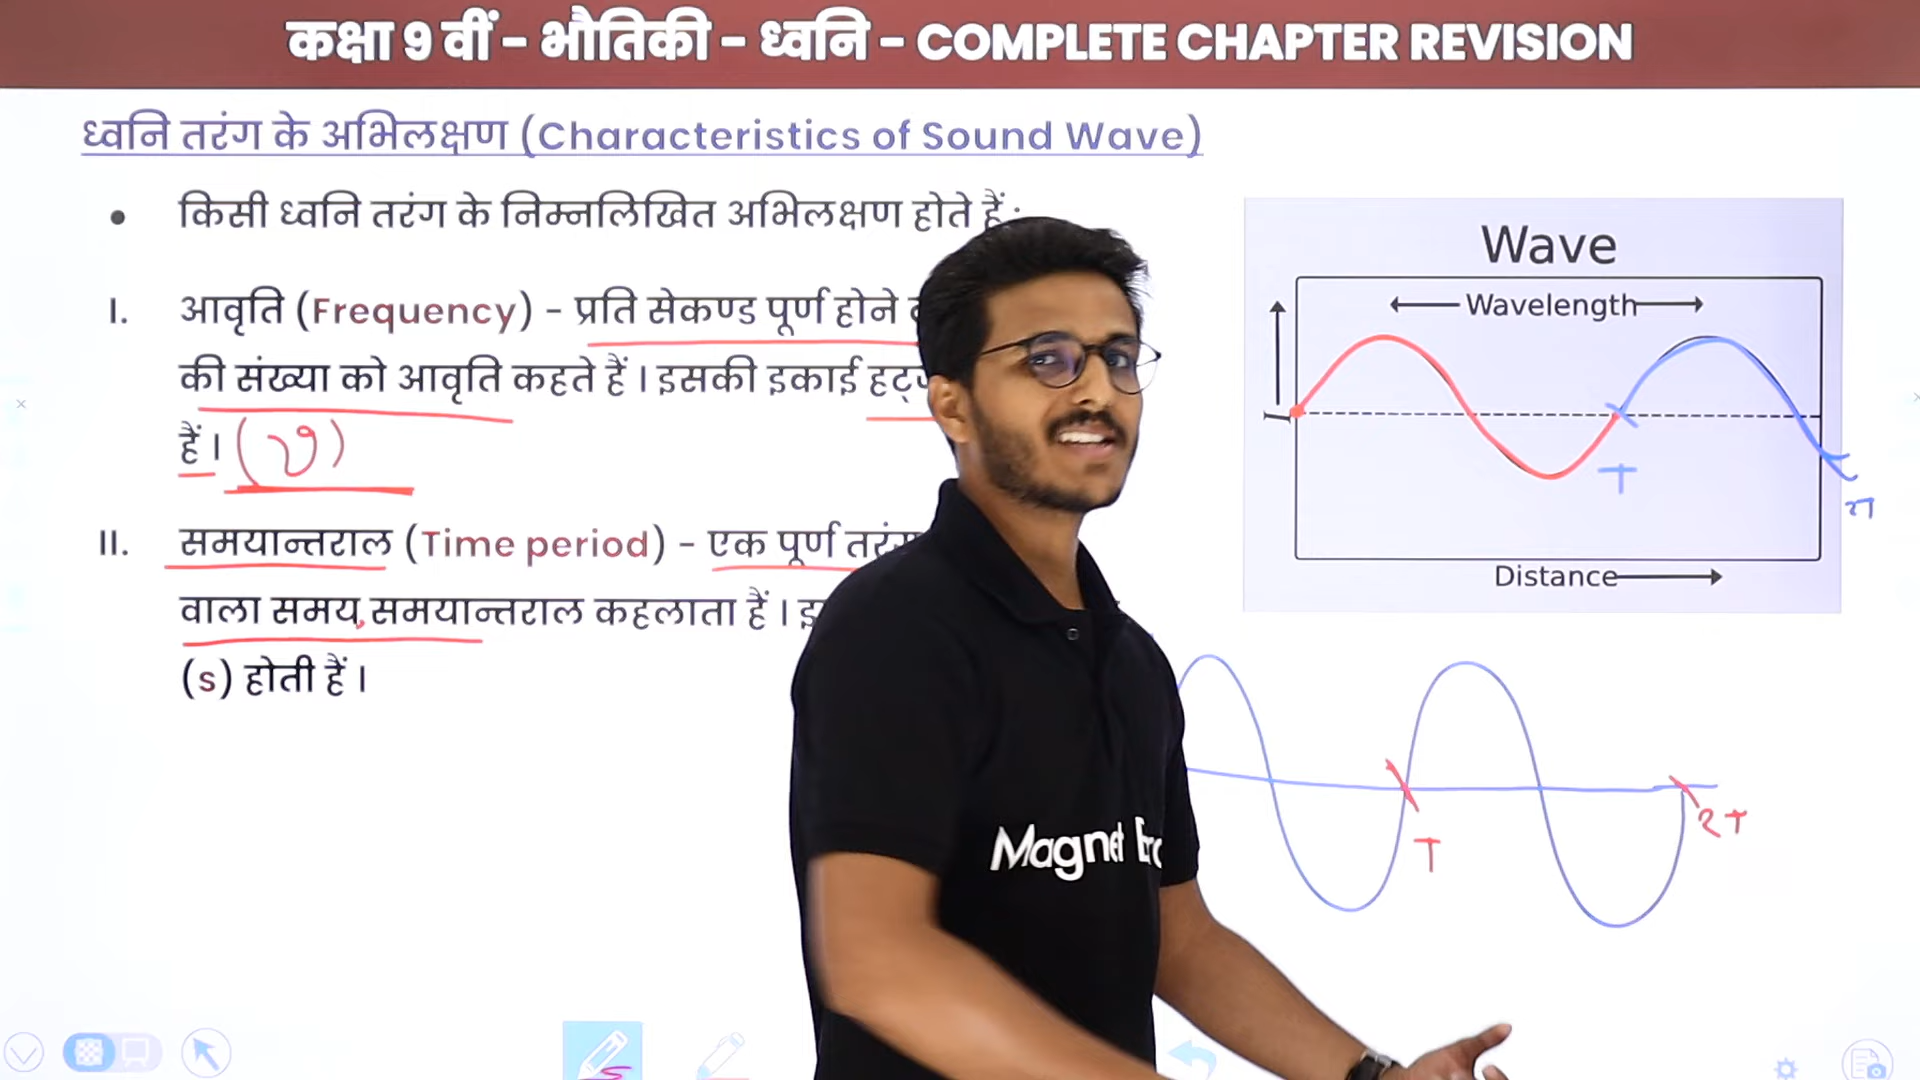 कक्षा 9 वीं - भौतिकी - ध्वनि - COMPLETE CHAPTER REVISION
ध्वनि तरंग के अभिलक्षण (Characteristics of Sound Wave)
• किसी ध्वनि तरंग के निम्नलिखित अभिलक्षण होते हैं :
I. आवृति (Frequency) - प्रति सेकण्ड पूर्ण होने
की संख्या को आवृति कहते हैं । इसकी इकाई
हैं । (ν)
II. समयान्तराल (Time period) - एक पूर्ण
वाला समय, समयान्तराल कहलाता हैं ।
(s) होती हैं ।
Wave
Wavelength
T
Distance
T
2T
Magnet